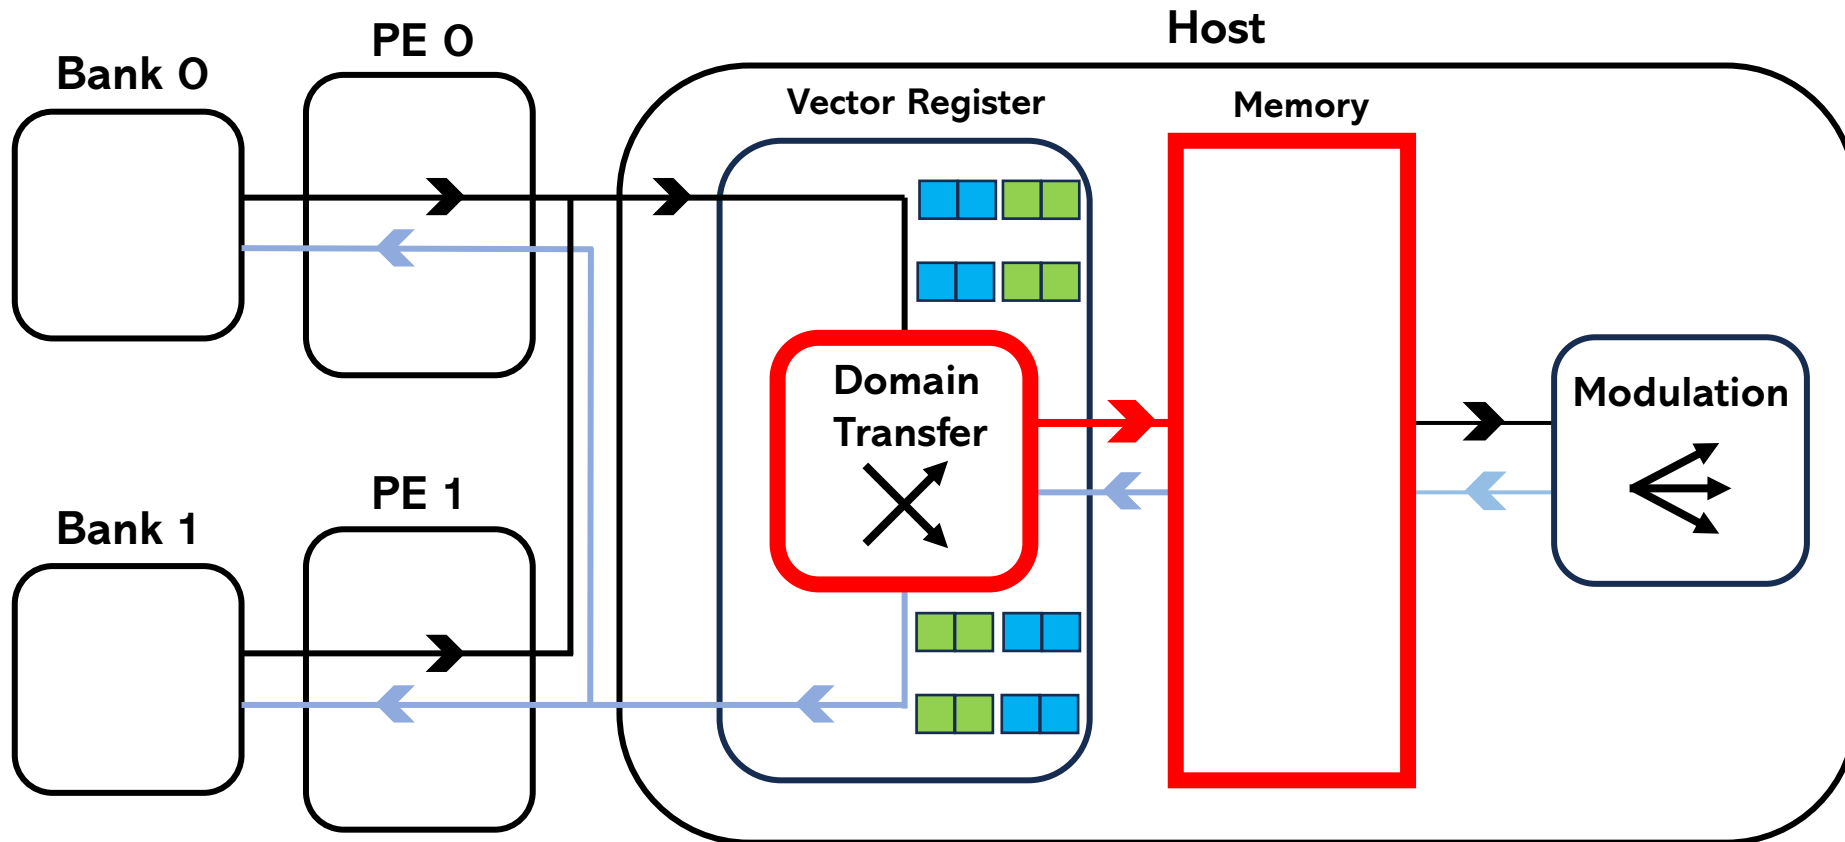 Host
PE 0
Bank 0
Vector Register
Memory
Domain
Transfer
Modulation
PE 1
Bank 1